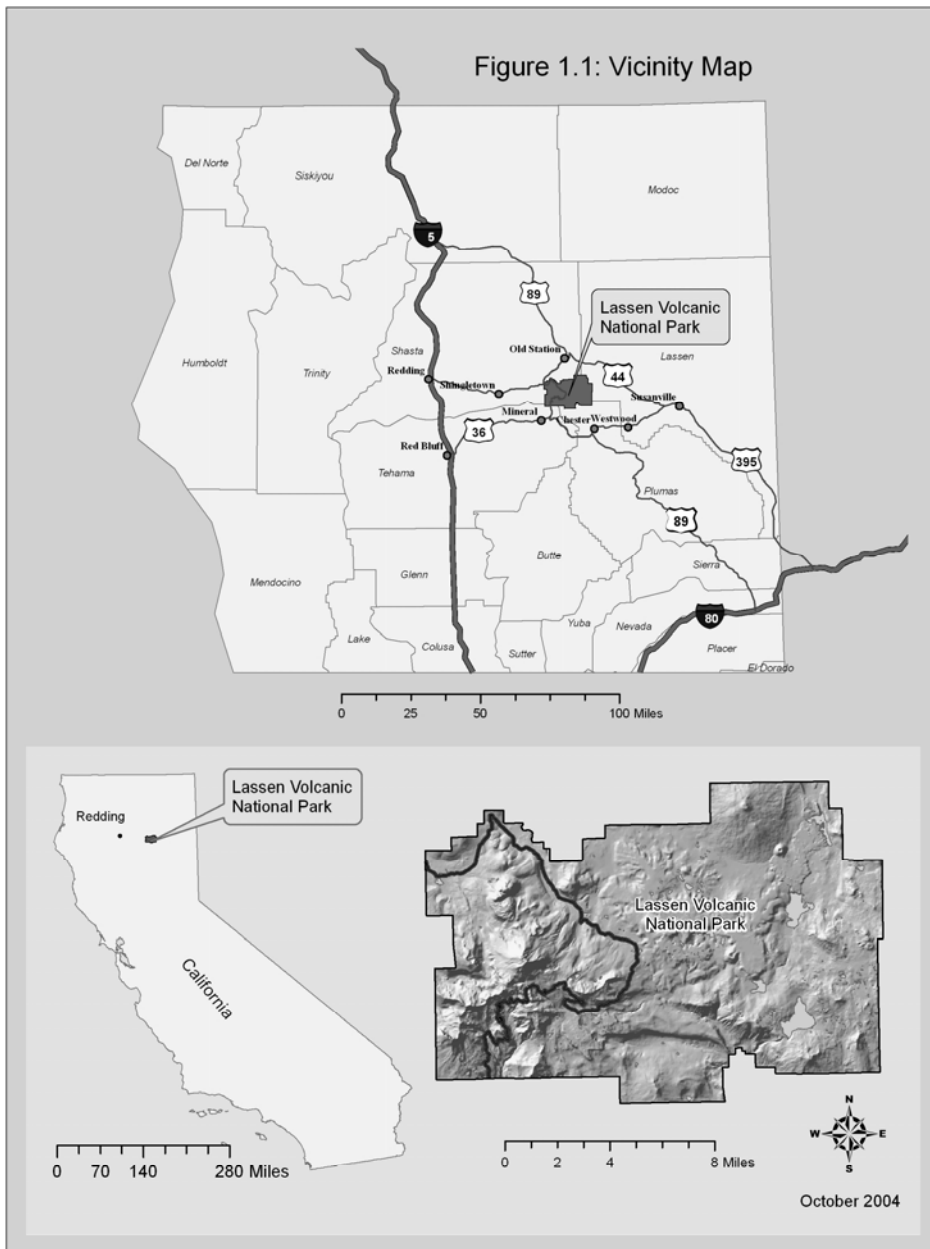 Figure 1.1: Vicinity Map
Del Norte
Siskiyou
Modoc
5
89
Lassen Volcanic
National Park
Humboldt
Trinity
Shasta
Old Station
Lassen
Redding
Shingletown
44
Susanville
Mineral
Chester
Westwood
36
Red Bluff
Tehama
395
Plumas
89
Mendocino
Glenn
Butte
Sierra
Lake
Colusa
Sutter
Yuba
Nevada
80
Placer
El Dorado
0 25 50 100 Miles
Redding
Lassen Volcanic
National Park
California
0 70 140 280 Miles
Lassen Volcanic
National Park
0 2 4 8 Miles
N
W E
S
October 2004